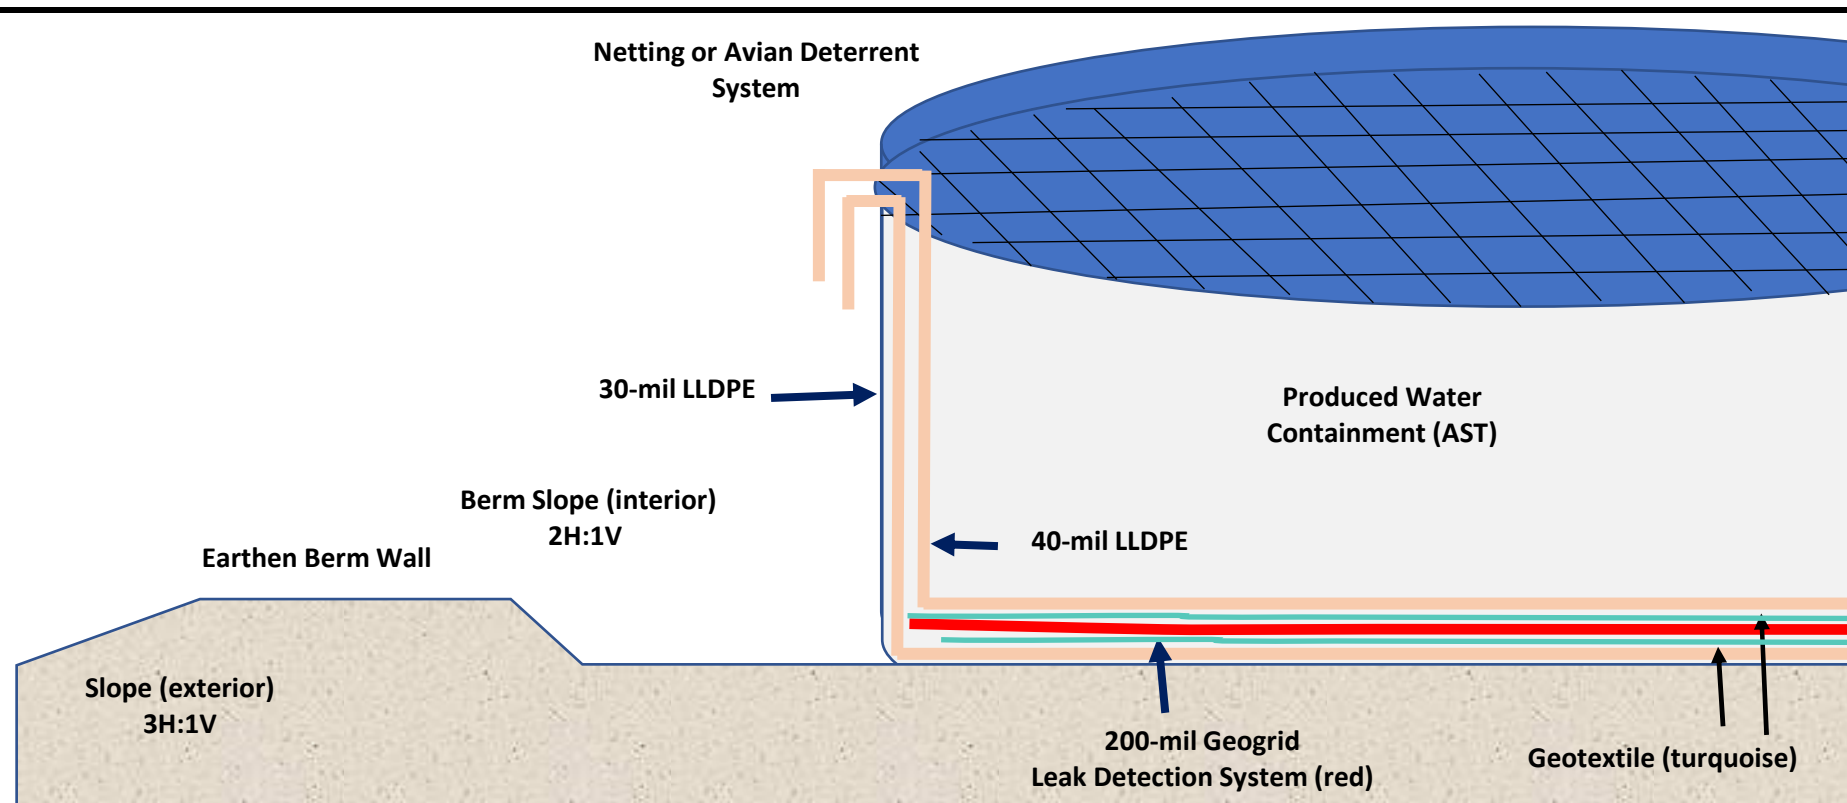 Netting or Avian Deterrent
System
30-mil LLDPE
Produced Water
Containment (AST)
Berm Slope (interior)
2H:1V
40-mil LLDPE
Earthen Berm Wall
Slope (exterior)
3H:1V
200-mil Geogrid
Leak Detection System (red)
Geotextile (turquoise)